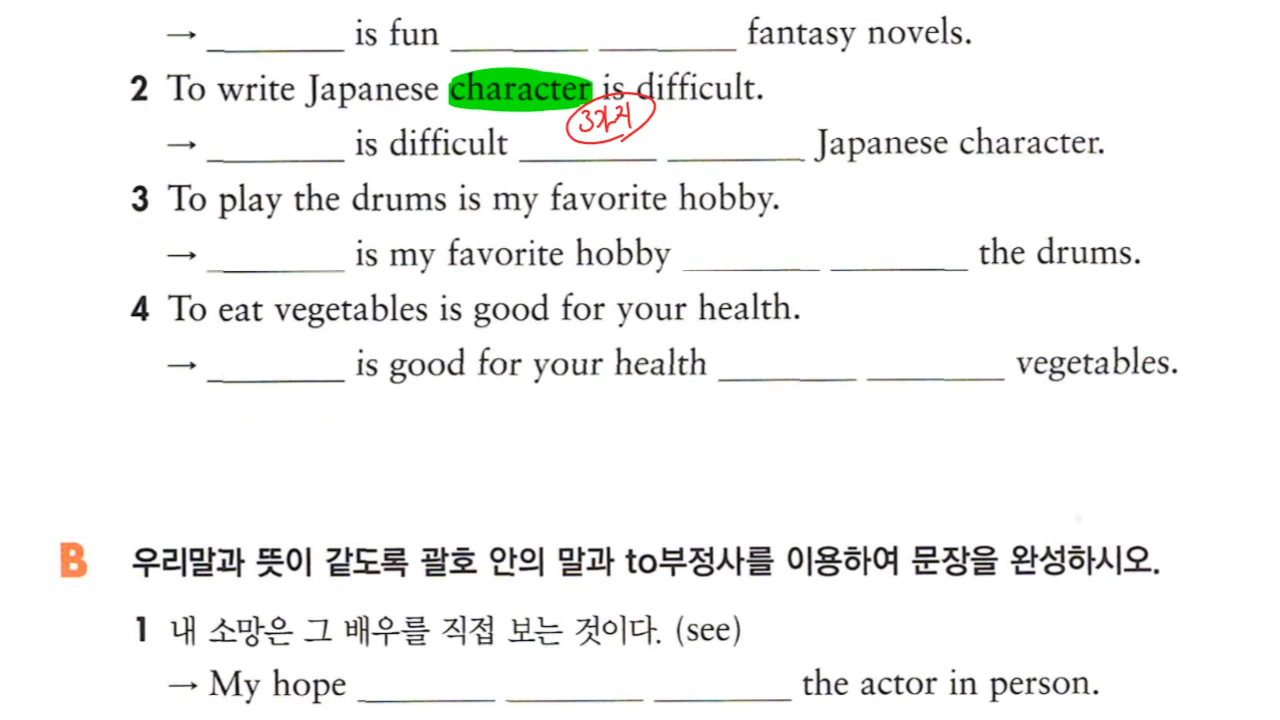 → ________ is fun ________ ________ fantasy novels.
2 To write Japanese character is difficult.
3가지
→ ________ is difficult ________ ________ Japanese character.
3 To play the drums is my favorite hobby.
→ ________ is my favorite hobby ________ ________ the drums.
4 To eat vegetables is good for your health.
→ ________ is good for your health ________ ________ vegetables.
B 우리말과 뜻이 같도록 괄호 안의 말과 to부정사를 이용하여 문장을 완성하시오.
1 내 소망은 그 배우를 직접 보는 것이다. (see)
→ My hope ________ ________ ________ the actor in person.